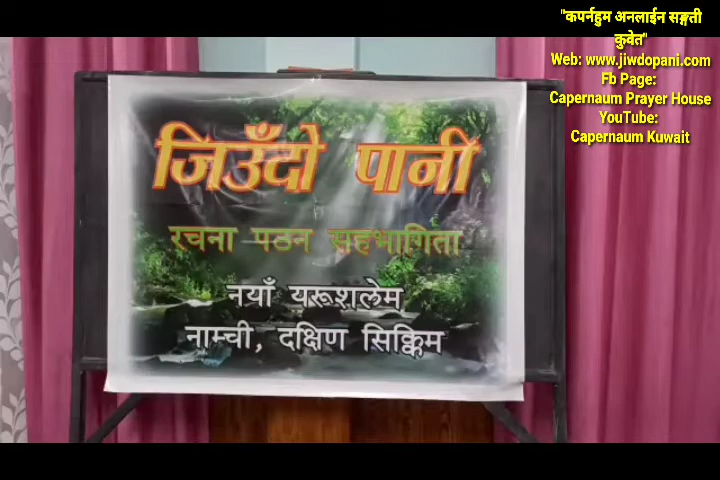 "कपर्नहुम अनलाईन सङ्गती
कुवेत"
Web: www.jiwdopani.com
Fb Page:
Capernaum Prayer House
YouTube:
Capernaum Kuwait
जिउँदो पानी
रचना पठन सहभागिता
नयाँ यरूशलेम
नाम्ची, दक्षिण सिक्किम